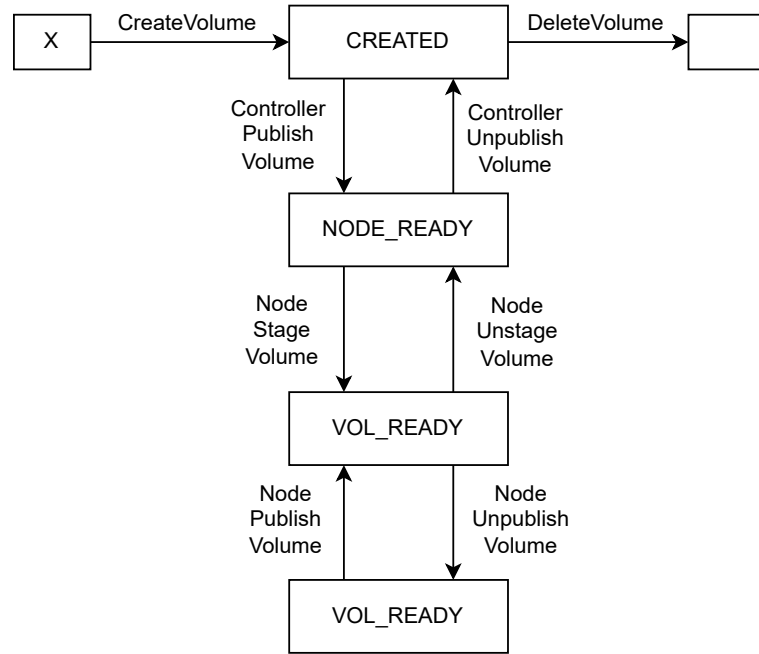 X
CreateVolume
CREATED
DeleteVolume
Controller
Publish
Volume
Controller
Unpublish
Volume
NODE_READY
Node
Stage
Volume
Node
Unstage
Volume
VOL_READY
Node
Publish
Volume
Node
Unpublish
Volume
VOL_READY